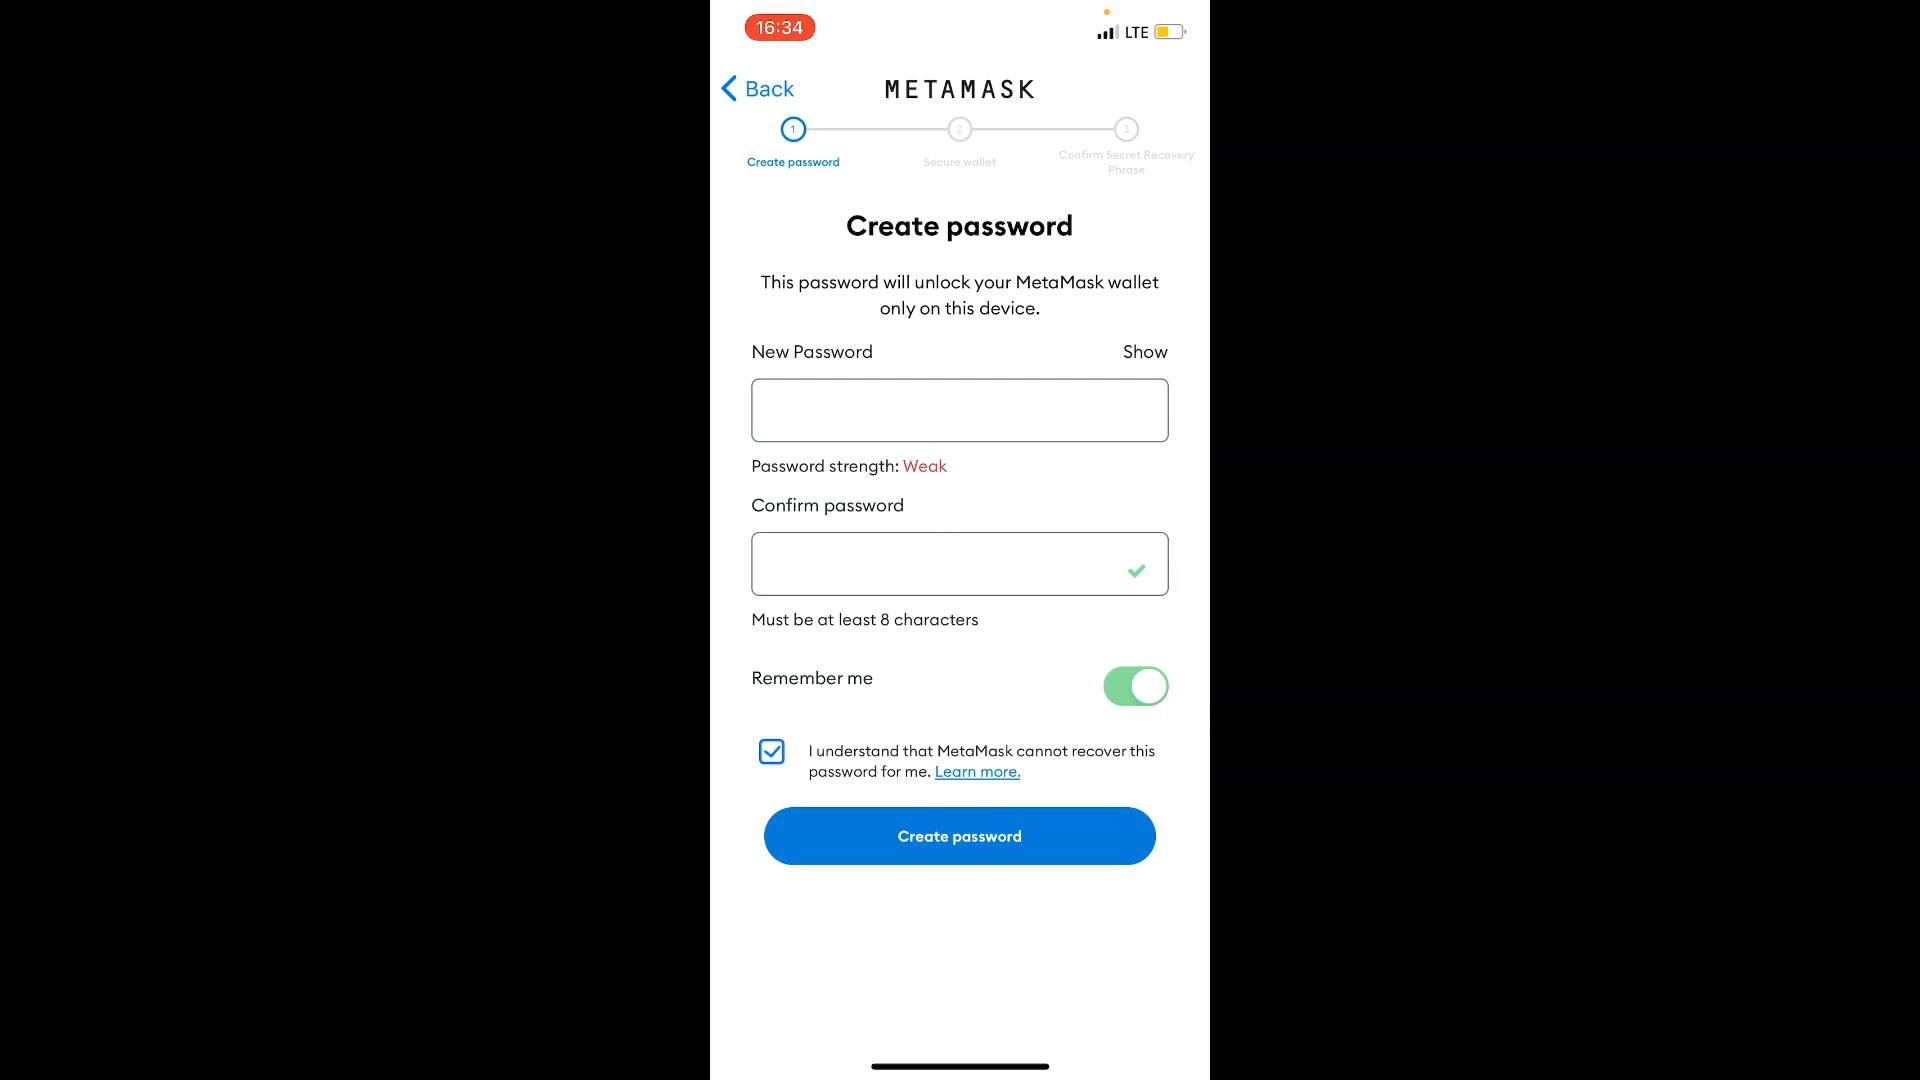 16:34
LTE
Back
METAMASK
1
2
3
Create password
Secure wallet
Confirm Secret Recovery
Phrase
Create password
This password will unlock your MetaMask wallet
only on this device.
New Password
Show
Password strength: Weak
Confirm password
Must be at least 8 characters
Remember me
I understand that MetaMask cannot recover this
password for me. Learn more.
Create password